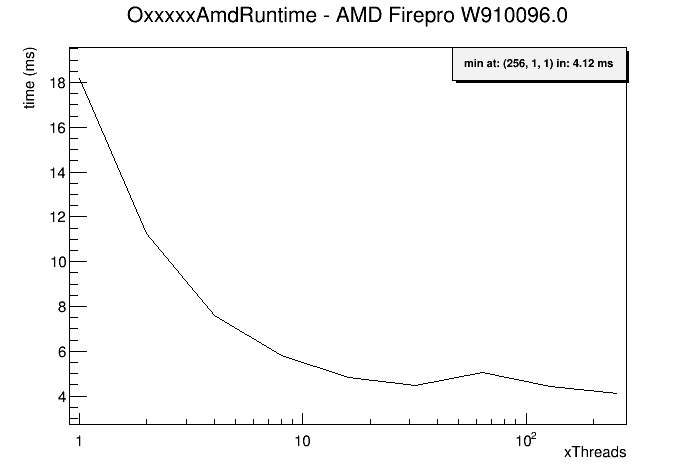 OxxxxxAmdRuntime - AMD Firepro W910096.0
time (ms)
min at: (256, 1, 1) in: 4.12 ms
18
16
14
12
10
8
6
4
1
10
10²
xThreads